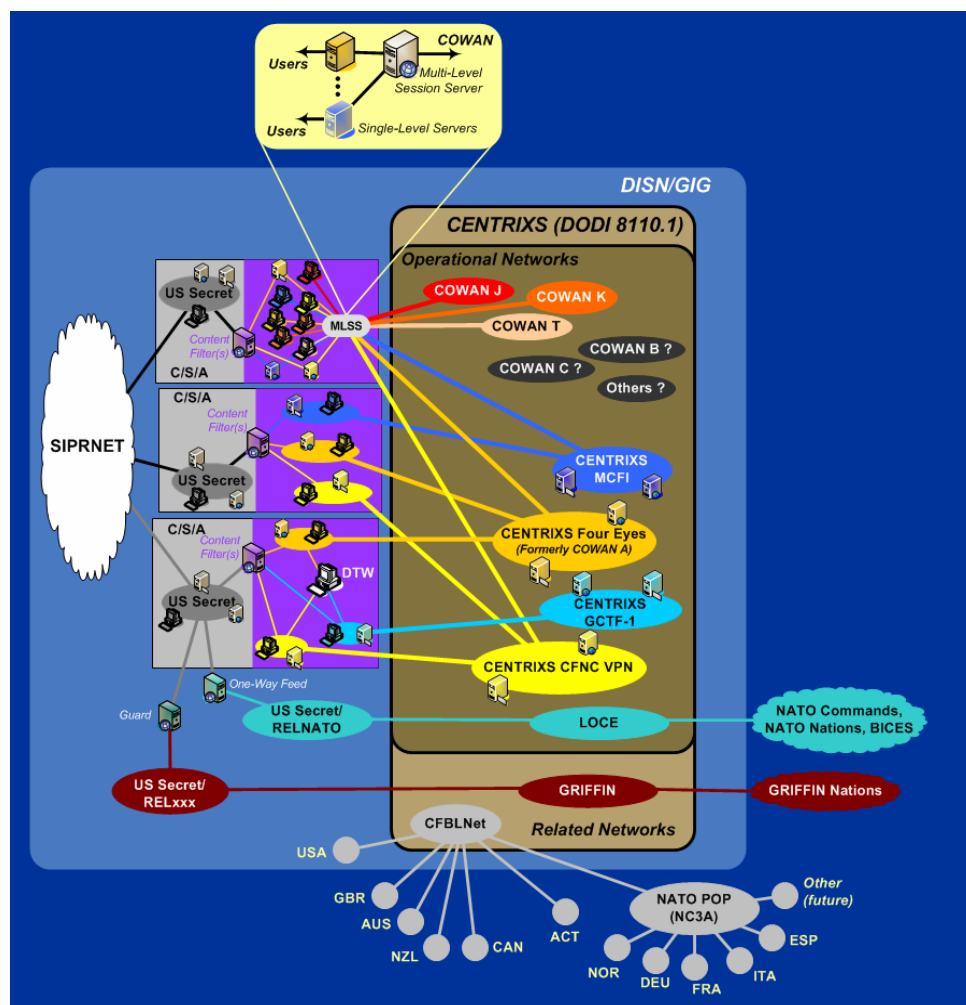 Users
COWAN
Multi-Level
Session Server
Users
Single-Level Servers
DISN/GIG
CENTRIXS (DODI 8110.1)
Operational Networks
US Secret
Content
Filter(s)
C/S/A
MLSS
COWAN J
COWAN K
COWAN T
COWAN B ?
COWAN C ?
Others ?
SIPRNET
C/S/A
Content
Filter(s)
US Secret
CENTRIXS
MCFI
C/S/A
Content
Filter(s)
DTW
US Secret
CENTRIXS Four Eyes
(Formerly COWAN A)
CENTRIXS
GCTF-1
CENTRIXS CFNC VPN
One-Way Feed
Guard
US Secret/
RELNATO
LOCE
NATO Commands,
NATO Nations, BICES
US Secret/
RELxxx
GRIFFIN
GRIFFIN Nations
CFBLNet
Related Networks
USA
GBR
AUS
NZL
CAN
ACT
NATO POP
(NC3A)
Other
(future)
NOR
DEU
FRA
ITA
ESP